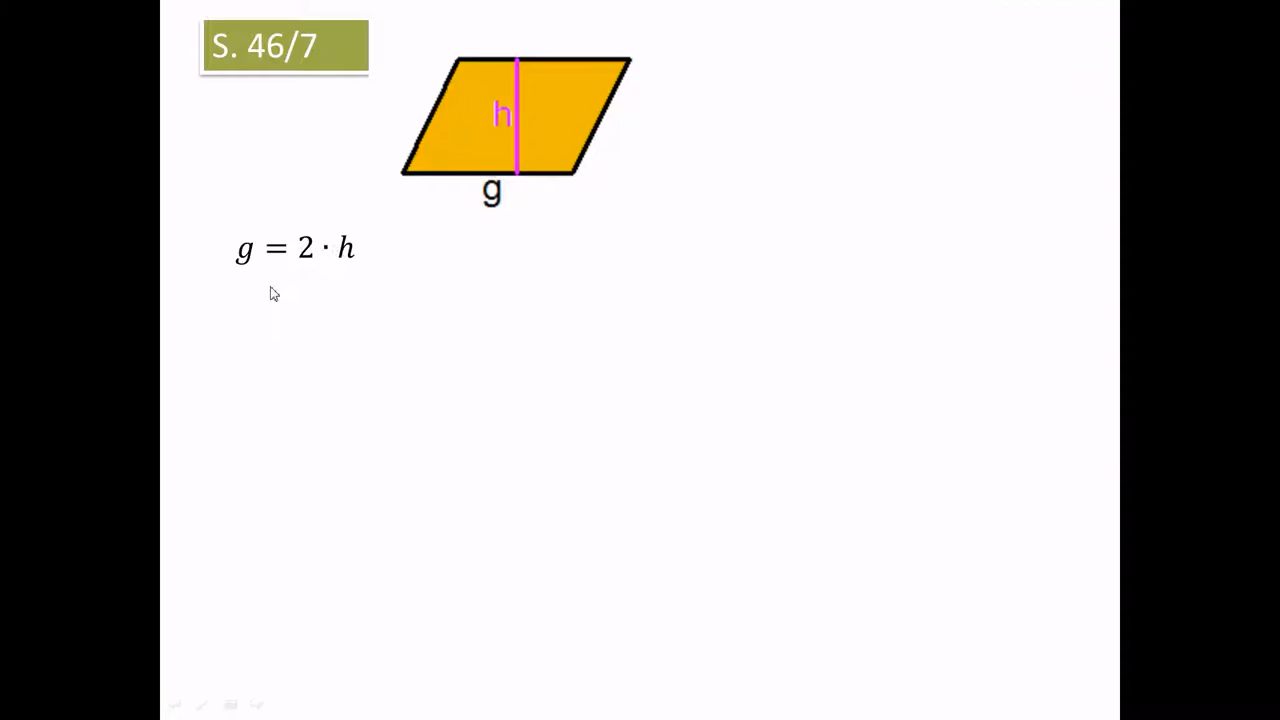 S. 46/7
h
g
g = 2 · h